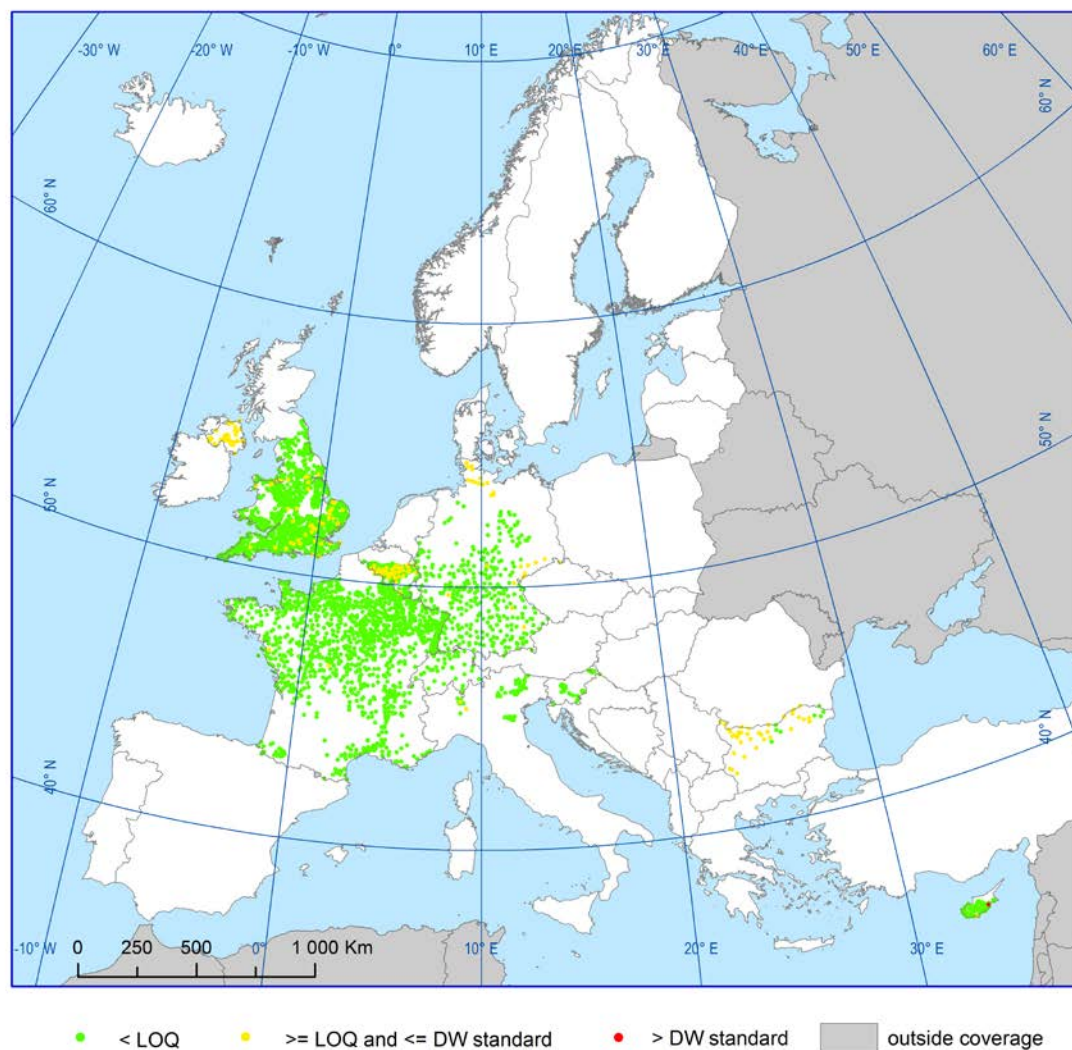 -30° W -20° W -10° W 0° 10° E 20° E 30° E 40° E 50° E 60° E
60° N
60° N
50° N
50° N
40° N
40° N
0 250 500 1 000 Km
-10° W 0° 10° E 20° E 30° E
< LOQ >= LOQ and <= DW standard > DW standard outside coverage